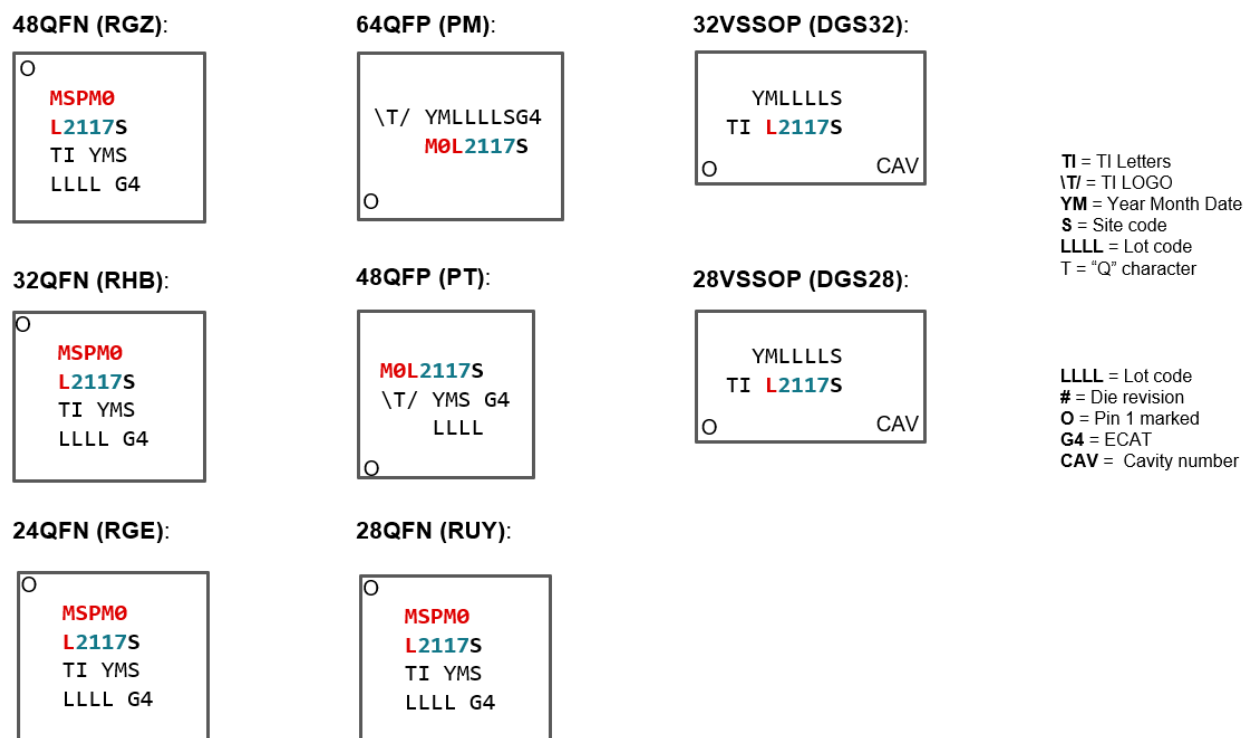 48QFN (RGZ):
O
MSPM0
L2117S
TI YMS
LLLL G4
64QFP (PM):
\T/ YMLLLLSG4
M0L2117S
O
32VSSOP (DGS32):
YMLLLLS
TI L2117S
O CAV
TI = TI Letters
\T/ = TI LOGO
YM = Year Month Date
S = Site code
LLLL = Lot code
T = “Q” character
32QFN (RHB):
O
MSPM0
L2117S
TI YMS
LLLL G4
48QFP (PT):
M0L2117S
\T/ YMS G4
LLLL
O
28VSSOP (DGS28):
YMLLLLS
TI L2117S
O CAV
LLLL = Lot code
# = Die revision
O = Pin 1 marked
G4 = ECAT
CAV = Cavity number
24QFN (RGE):
O
MSPM0
L2117S
TI YMS
LLLL G4
28QFN (RUY):
O
MSPM0
L2117S
TI YMS
LLLL G4